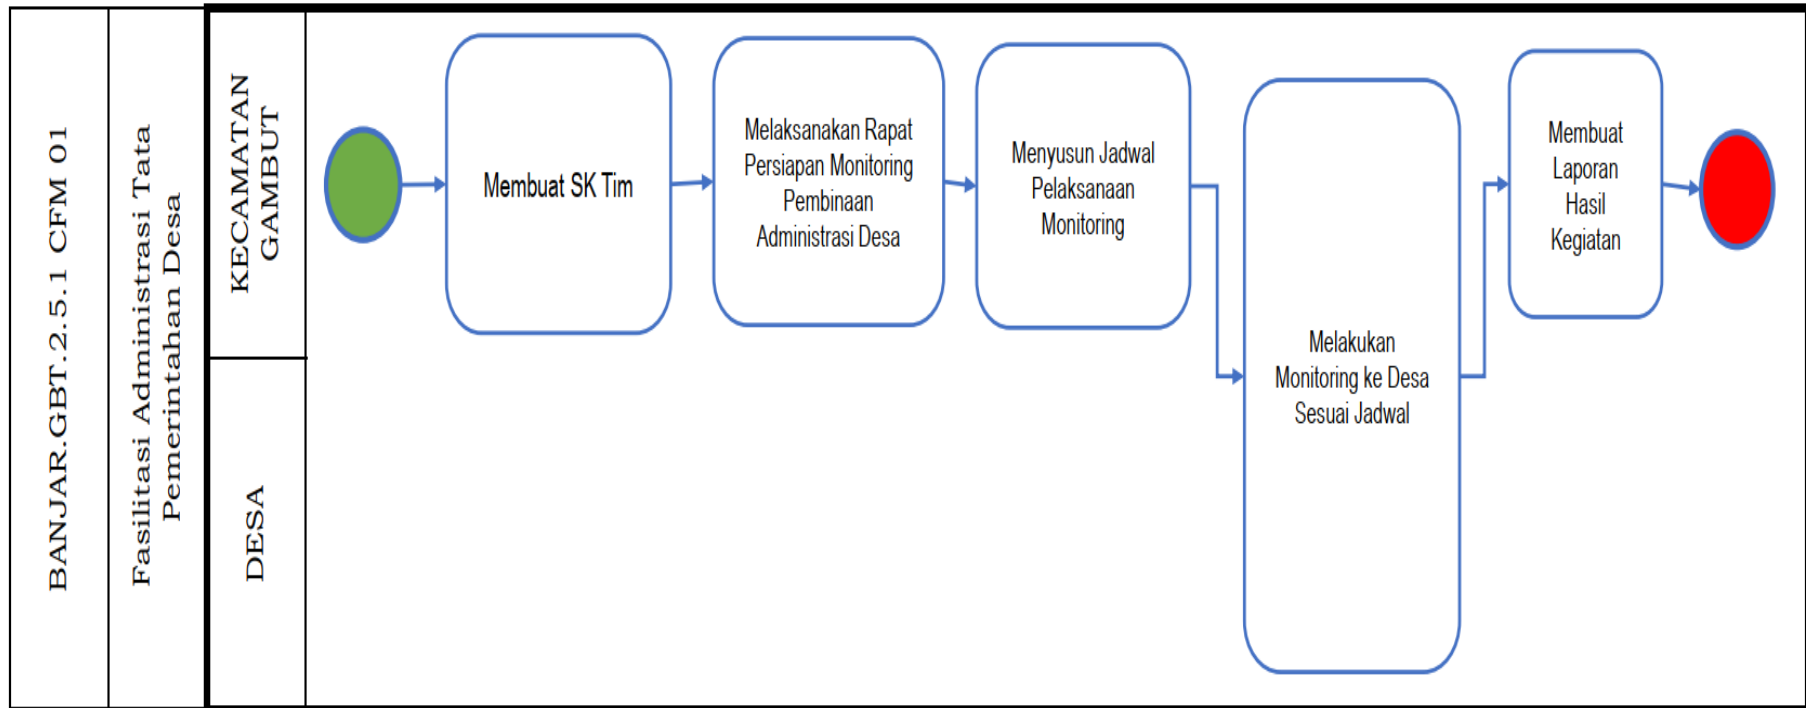 BANJAR.GBT.2.5.1 CFM 01
Fasilitasi Administrasi Tata
Pemerintahan Desa
KECAMATAN
GAMBUT
DESA
Membuat SK Tim
Melaksanakan Rapat
Persiapan Monitoring
Pembinaan
Administrasi Desa
Menyusun Jadwal
Pelaksanaan
Monitoring
Melakukan
Monitoring ke Desa
Sesuai Jadwal
Membuat
Laporan
Hasil
Kegiatan